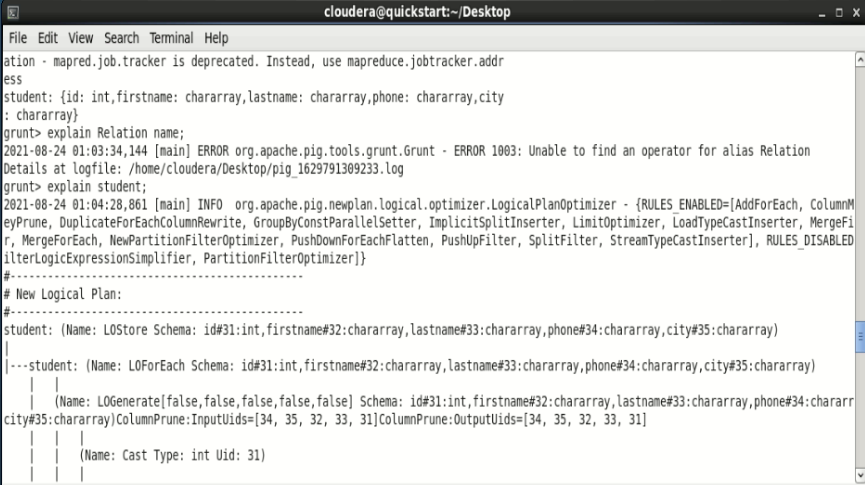 cloudera@quickstart:~/Desktop
File Edit View Search Terminal Help
ation - mapred.job.tracker is deprecated. Instead, use mapreduce.jobtracker.addr
ess
student: {id: int,firstname: chararray,lastname: chararray,phone: chararray,city
: chararray}
grunt> explain Relation name;
2021-08-24 01:03:34,144 [main] ERROR org.apache.pig.tools.grunt.Grunt - ERROR 1003: Unable to find an operator for alias Relation
Details at logfile: /home/cloudera/Desktop/pig_1629791309233.log
grunt> explain student;
2021-08-24 01:04:28,861 [main] INFO  org.apache.pig.newplan.logical.optimizer.LogicalPlanOptimizer - {RULES_ENABLED=[AddForEach, ColumnM
eyPrune, DuplicateForEachColumnRewrite, GroupByConstParallelSetter, ImplicitSplitInserter, LimitOptimizer, LoadTypeCastInserter, MergeFi
r, MergeForEach, NewPartitionFilterOptimizer, PushDownForEachFlatten, PushUpFilter, SplitFilter, StreamTypeCastInserter], RULES_DISABLED
ilterLogicExpressionSimplifier, PartitionFilterOptimizer]}
#-----------------------------------------------
# New Logical Plan:
#-----------------------------------------------
student: (Name: LOStore Schema: id#31:int,firstname#32:chararray,lastname#33:chararray,phone#34:chararray,city#35:chararray)
|
|---student: (Name: LOForEach Schema: id#31:int,firstname#32:chararray,lastname#33:chararray,phone#34:chararray,city#35:chararray)
    |   |
    |   (Name: LOGenerate[false,false,false,false,false] Schema: id#31:int,firstname#32:chararray,lastname#33:chararray,phone#34:chararr
city#35:chararray)ColumnPrune:InputUids=[34, 35, 32, 33, 31]ColumnPrune:OutputUids=[34, 35, 32, 33, 31]
    |   |   |
    |   |   (Name: Cast Type: int Uid: 31)
    |   |   |